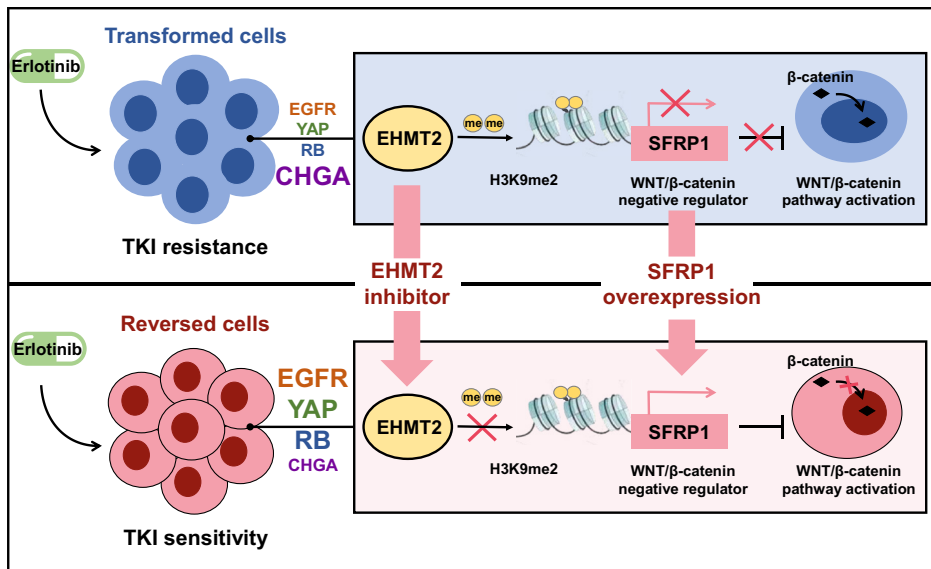 Transformed cells
Erlotinib
EGFR
YAP
RB
CHGA
TKI resistance
EHMT2
me me
H3K9me2
SFRP1
WNT/β-catenin
negative regulator
β-catenin
WNT/β-catenin
pathway activation
EHMT2
inhibitor
SFRP1
overexpression
Reversed cells
Erlotinib
EGFR
YAP
RB
CHGA
TKI sensitivity
EHMT2
me me
H3K9me2
SFRP1
WNT/β-catenin
negative regulator
β-catenin
WNT/β-catenin
pathway activation